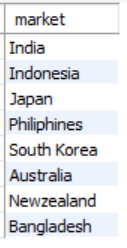 market
India
Indonesia
Japan
Philiphines
South Korea
Australia
Newzealand
Bangladesh